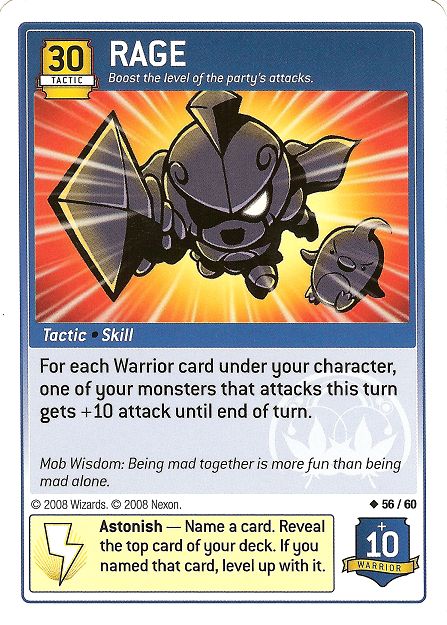 30
TACTIC
RAGE
Boost the level of the party's attacks.
Tactic • Skill
For each Warrior card under your character,
one of your monsters that attacks this turn
gets +10 attack until end of turn.
Mob Wisdom: Being mad together is more fun than being
mad alone.
© 2008 Wizards. © 2008 Nexon.
◆ 56 / 60
Astonish — Name a card. Reveal
the top card of your deck. If you
named that card, level up with it.
+
10
WARRIOR